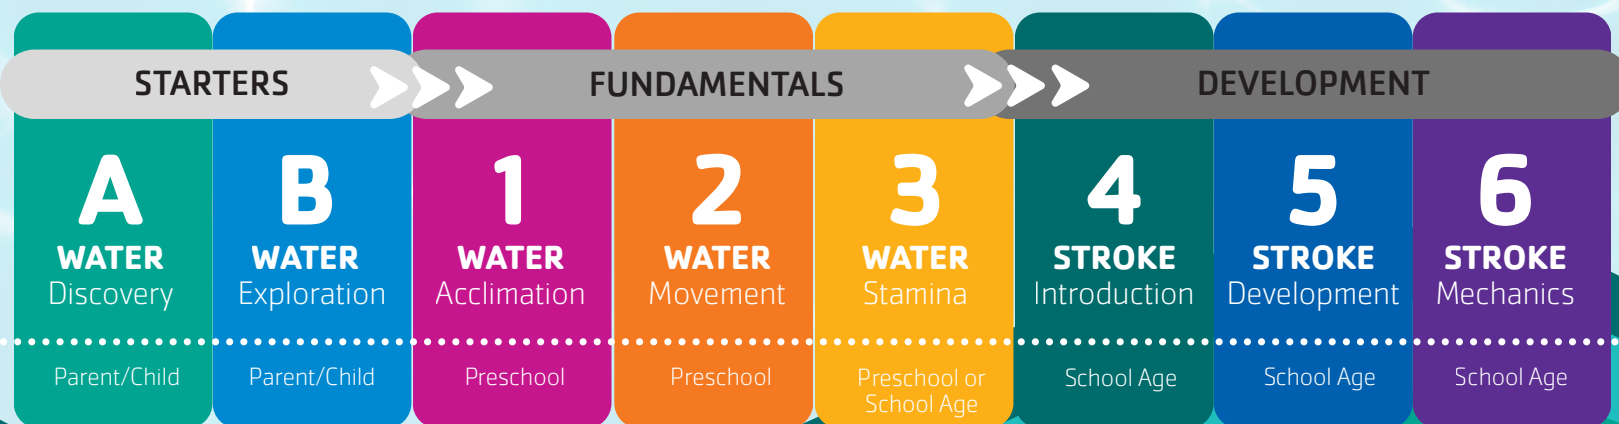 STARTERS
FUNDAMENTALS
DEVELOPMENT
A
WATER
Discovery
Parent/Child
B
WATER
Exploration
Parent/Child
1
WATER
Acclimation
Preschool
2
WATER
Movement
Preschool
3
WATER
Stamina
Preschool or
School Age
4
STROKE
Introduction
School Age
5
STROKE
Development
School Age
6
STROKE
Mechanics
School Age